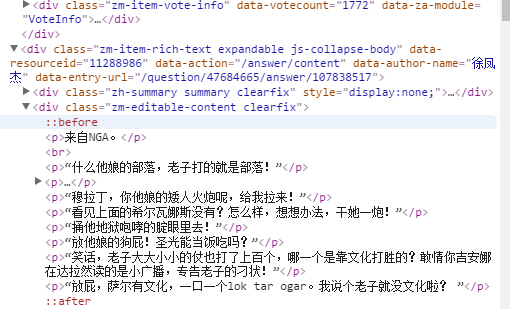 ▶<div class="zm-item-vote-info" data-votecount="1772" data-za-module=
"VoteInfo">…</div>
</div>
▼<div class="zm-item-rich-text expandable js-collapse-body" data-
resourceid="11288986" data-action="/answer/content" data-author-name="徐凤
杰" data-entry-url="/question/47684665/answer/107838517">
▶<div class="zh-summary summary clearfix" style="display:none;">…</div>
▼<div class="zm-editable-content clearfix">
::before
<p>来自NGA。</p>
<br>
<p>“什么他娘的部落，老子打的就是部落！”</p>
▶<p>…</p>
<p>“穆拉丁，你他娘的矮人火炮呢，给我拉来！”</p>
<p>“看见上面的希尔瓦娜斯没有？怎么样，想想办法，干她一炮！”</p>
<p>“捅他地狱咆哮的腚眼里去！”</p>
<p>“放他娘的狗屁！圣光能当饭吃吗？”</p>
<p>“笑话，老子大大小小的仗也打了上百个，哪一个是靠文化打胜的？敢情你吉安娜
在达拉然读的是小广播，专告老子的刁状！”</p>
<p>“放屁，萨尔有文化，一口一个lok tar ogar。我说个老子就没文化啦？ ”</p>
::after